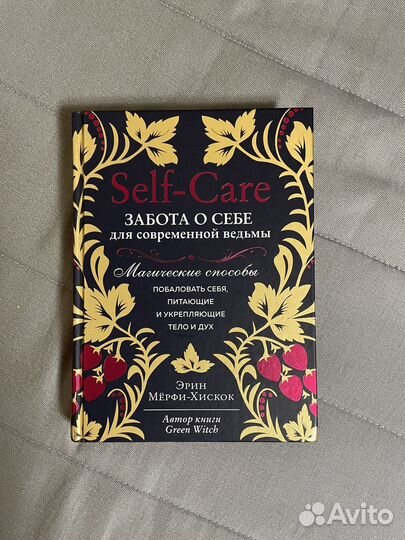 Self-Care
ЗАБОТА О СЕБЕ
для современной ведьмы
Магические способы
ПОБАЛОВАТЬ СЕБЯ,
ПИТАЮЩИЕ
И УКРЕПЛЯЮЩИЕ
ТЕЛО И ДУХ
ЭРИН
МЁРФИ-ХИСКОК
Автор книги
Green Witch
Avito